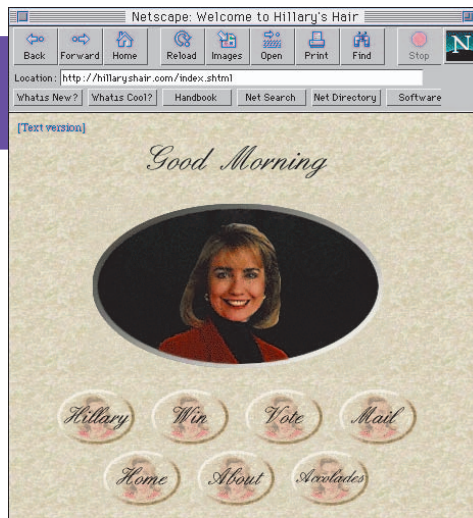 Netscape: Welcome to Hillary's Hair
Back Forward Home Reload Images Open Print Find Stop N
Location: http://hillaryshair.com/index.shtml
What's New? What's Cool? Handbook Net Search Net Directory Software
[Text version]
Good Morning
Hillary Win Vote Mail
Home About Accolades